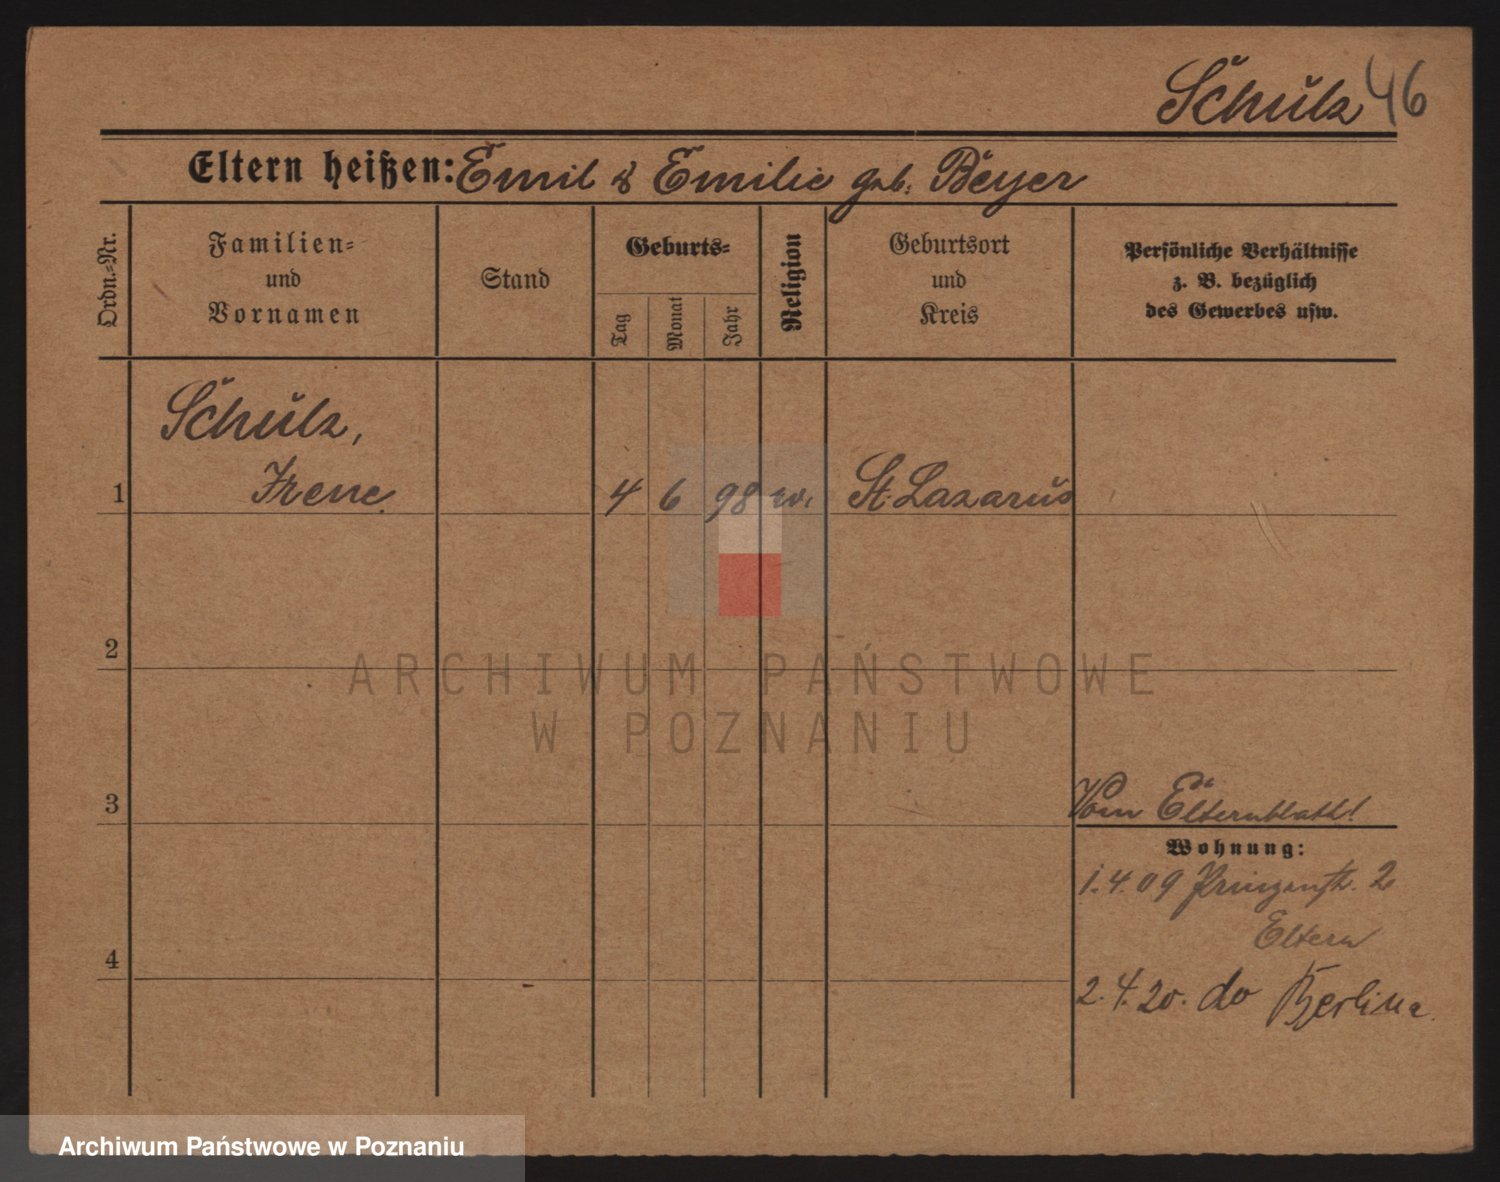 Schulz 46
Eltern heißen: Emil & Emilie geb. Beyer
Ordn.-Nr.
Familien-
und
Vornamen
Stand
Geburts-
Tag
Monat
Jahr
Religion
Geburtsort
und
Kreis
Persönliche Verhältnisse
z. B. bezüglich
des Gewerbes usw.
Schulz,
1 Irene. 4 6 98 ev. St. Lazarus
2
ARCHIWUM PAŃSTWOWE
W POZNANIU
3 Vom Elternblatt!
Wohnung:
1.4.09 Prinzenstr. 2
Eltern
4
2.4.20. do Berlina.
Archiwum Państwowe w Poznaniu